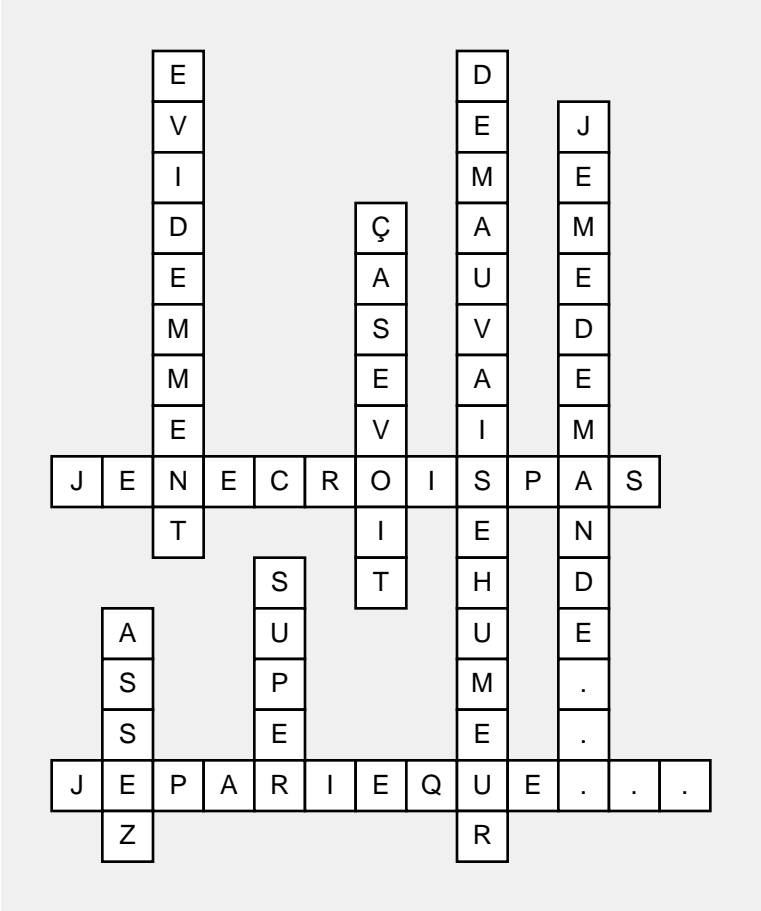 EVIDEMMENT
DEMAUVAISEHUMEUR
JEMEDEMANDE...
ÇASEVOIT
JENECROISPAS
SUPER
ASSEZ
JEPARIEQUE...